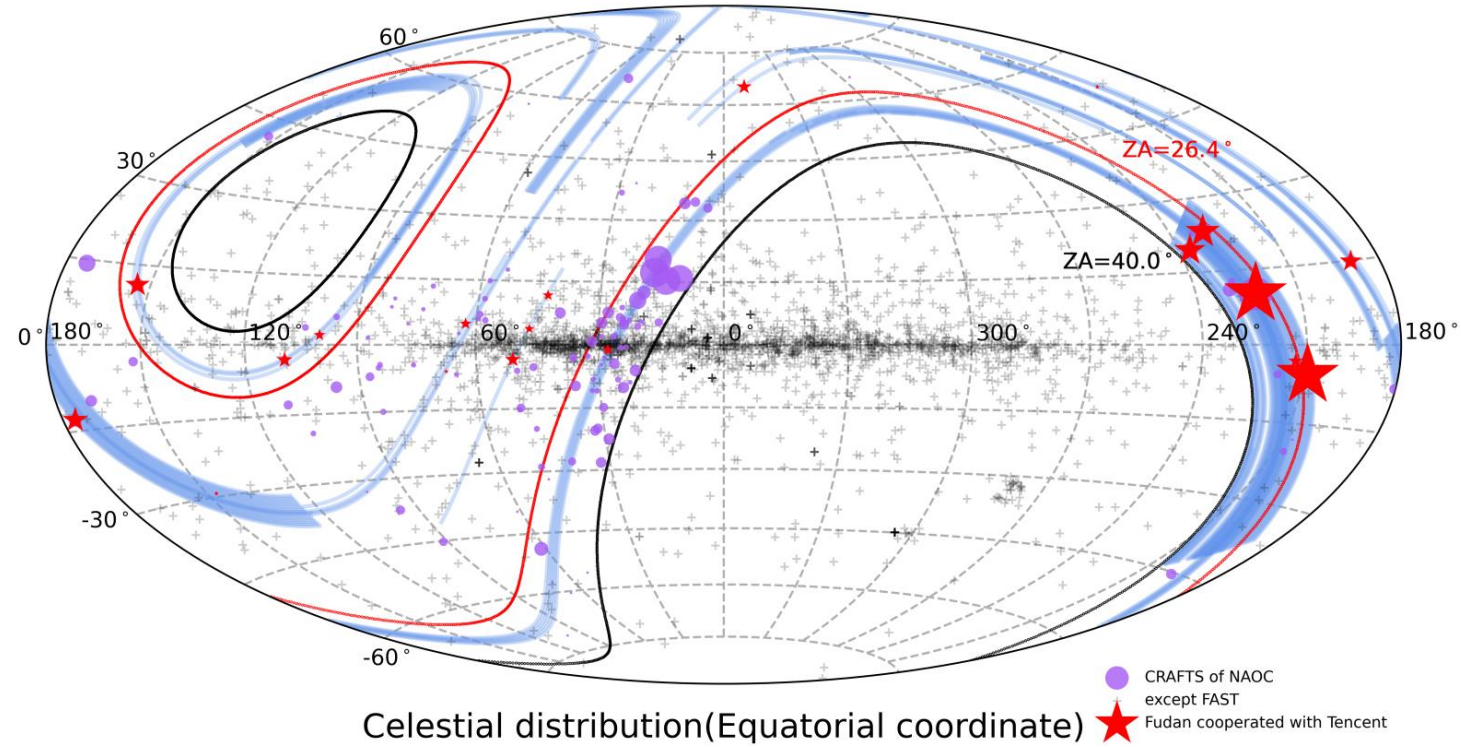 60°
30°
ZA=26.4°
ZA=40.0°
0° 180° 120° 60° 0° 300° 240° 180°
-30°
-60°
CRAFTS of NAOC
except FAST
Fudan cooperated with Tencent
Celestial distribution(Equatorial coordinate)